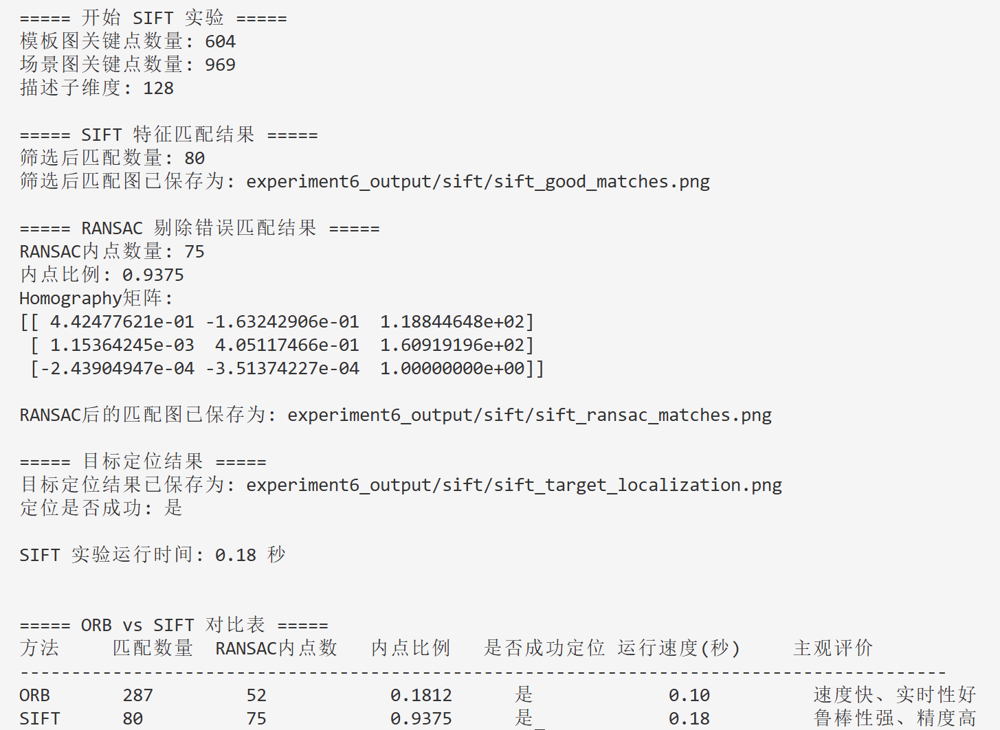 ===== 开始 SIFT 实验 =====
模板图关键点数量: 604
场景图关键点数量: 969
描述子维度: 128
===== SIFT 特征匹配结果 =====
筛选后匹配数量: 80
筛选后匹配图已保存为: experiment6_output/sift/sift_good_matches.png
===== RANSAC 剔除错误匹配结果 =====
RANSAC内点数量: 75
内点比例: 0.9375
Homography矩阵:
[[ 4.42477621e-01 -1.63242906e-01  1.18844648e+02]
 [ 1.15364245e-03  4.05117466e-01  1.60919196e+02]
 [-2.43904947e-04 -3.51374227e-04  1.00000000e+00]]
RANSAC后的匹配图已保存为: experiment6_output/sift/sift_ransac_matches.png
===== 目标定位结果 =====
目标定位结果已保存为: experiment6_output/sift/sift_target_localization.png
定位是否成功: 是
SIFT 实验运行时间: 0.18 秒
===== ORB vs SIFT 对比表 =====
方法 匹配数量 RANSAC内点数 内点比例 是否成功定位 运行速度(秒) 主观评价
------------------------------------------------------------------------------------------
ORB 287 52 0.1812 是 0.10 速度快、实时性好
SIFT 80 75 0.9375 是 0.18 鲁棒性强、精度高